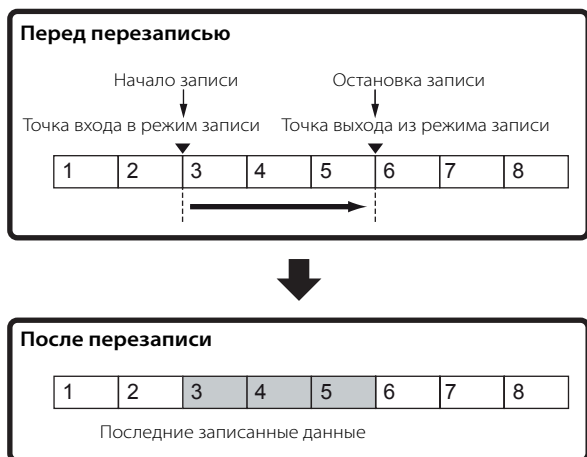 Перед перезаписью
Начало записи Остановка записи
Точка входа в режим записи Точка выхода из режима записи
1 2 3 4 5 6 7 8
После перезаписи
1 2 3 4 5 6 7 8
Последние записанные данные